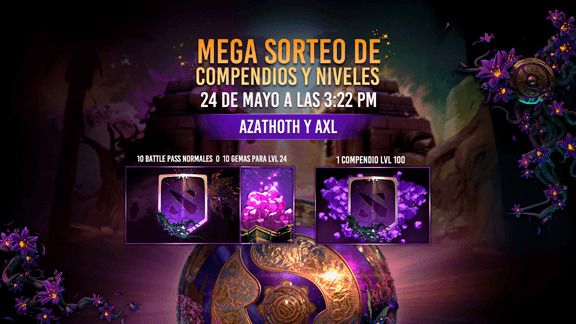 MEGA SORTEO DE
COMPENDIOS Y NIVELES
24 DE MAYO A LAS 3:22 PM
AZATHOTH Y AXL
10 BATTLE PASS NORMALES O 10 GEMAS PARA LVL 24
1 COMPENDIO LVL 100